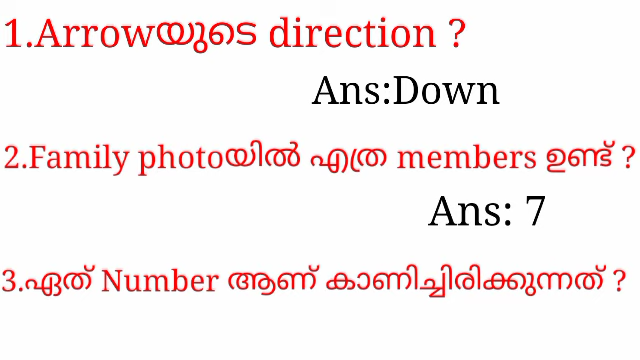 1.Arrowയുടെ direction ?
Ans:Down
2.Family photoയിൽ എത്ര members ഉണ്ട് ?
Ans: 7
3.ഏത് Number ആണ് കാണിച്ചിരിക്കുന്നത് ?